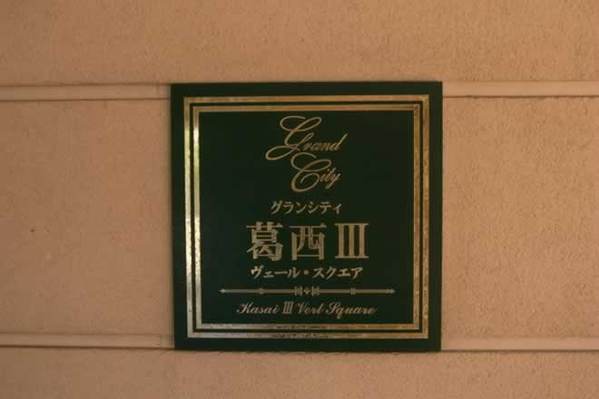 Grand
City
グランシティ
葛西Ⅲ
ヴェール・スクエア
Kasai Ⅲ Vert Square